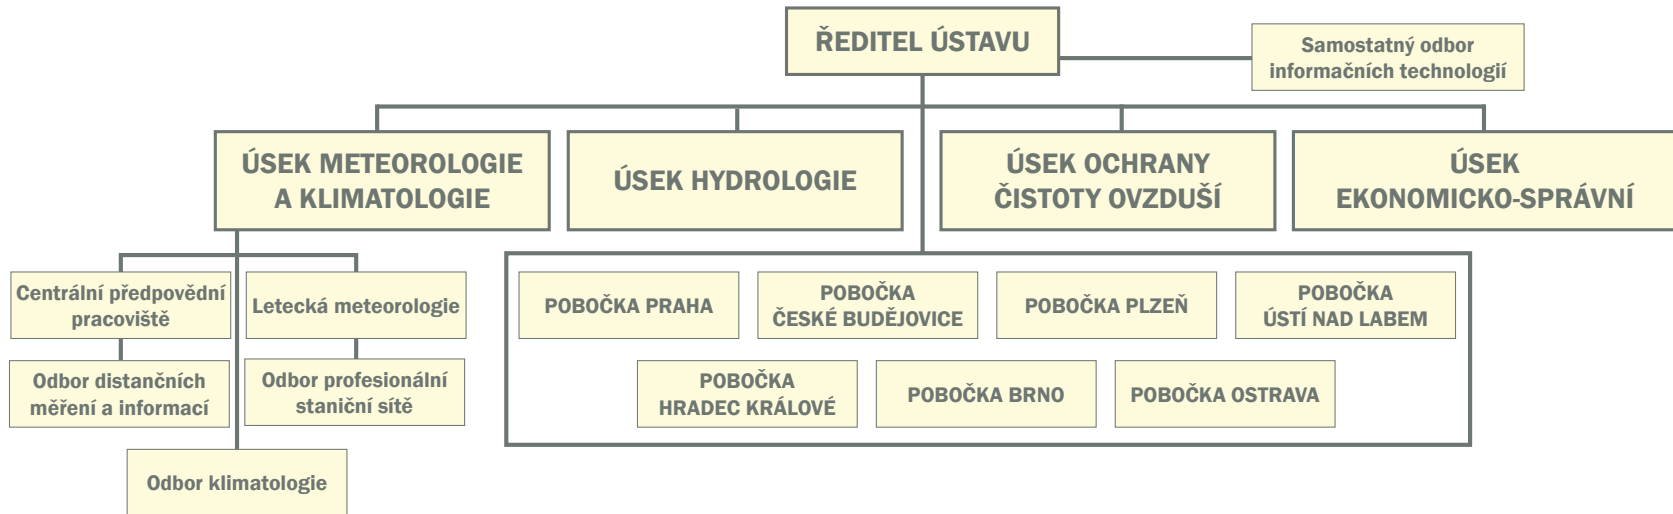 ŘEDITEL ÚSTAVU
Samostatný odbor
informačních technologií
ÚSEK METEOROLOGIE
A KLIMATOLOGIE
ÚSEK HYDROLOGIE
ÚSEK OCHRANY
ČISTOTY OVZDUŠÍ
ÚSEK
EKONOMICKO-SPRÁVNÍ
Centrální předpovědní
pracoviště
Letecká meteorologie
Odbor distančních
měření a informací
Odbor profesionální
staniční sítě
Odbor klimatologie
POBOČKA PRAHA
POBOČKA
ČESKÉ BUDĚJOVICE
POBOČKA PLZEŇ
POBOČKA
ÚSTÍ NAD LABEM
POBOČKA
HRADEC KRÁLOVÉ
POBOČKA BRNO
POBOČKA OSTRAVA